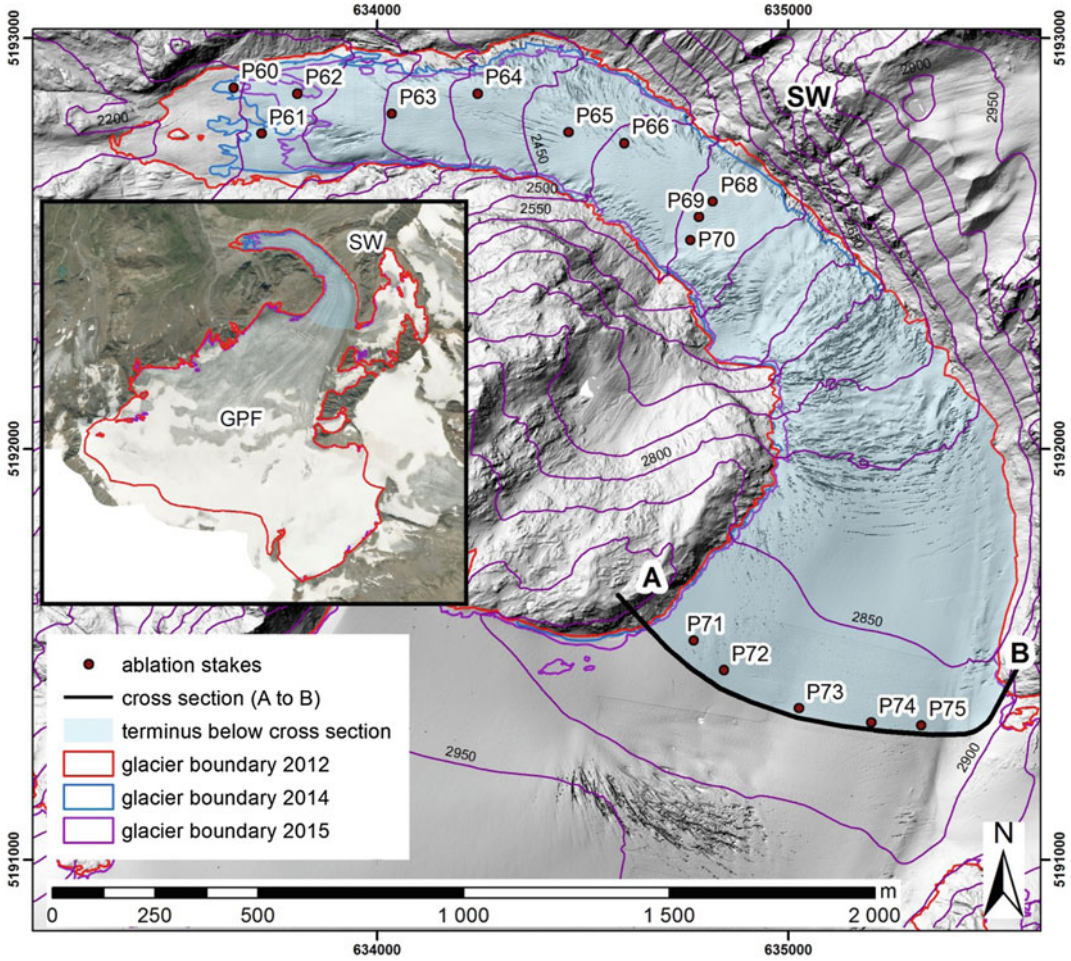 634000
635000
5193000
5193000
P60
P62
P64
2900
SW
2950
2200
P61
P63
P65
P66
2450
2500
2550
P68
P69
P70
SW
GPF
5192000
5192000
2800
A
2850
B
P71
P72
P73
P74
P75
2950
2900
ablation stakes
cross section (A to B)
terminus below cross section
glacier boundary 2012
glacier boundary 2014
glacier boundary 2015
5191000
5191000
N
m
0
250
500
1 000
1 500
2 000
634000
635000